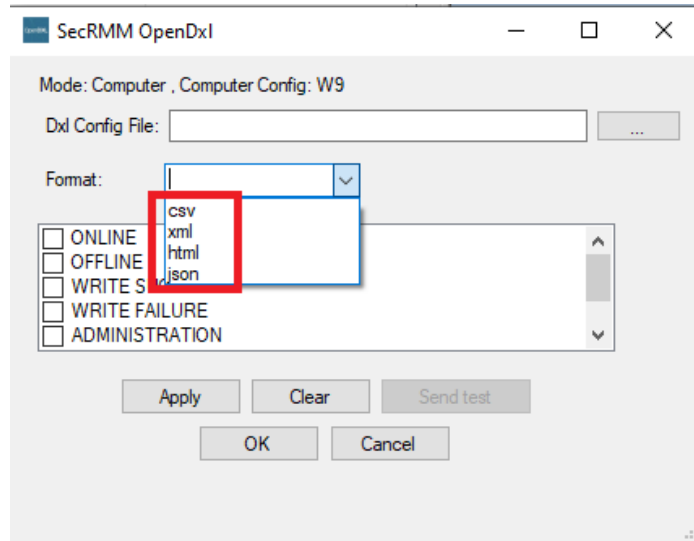 SecRMM OpenDxl
Mode: Computer , Computer Config: W9
Dxl Config File:
...
Format:
csv
xml
html
json
ONLINE
OFFLINE
WRITE
WRITE FAILURE
ADMINISTRATION
Apply
Clear
Send test
OK
Cancel